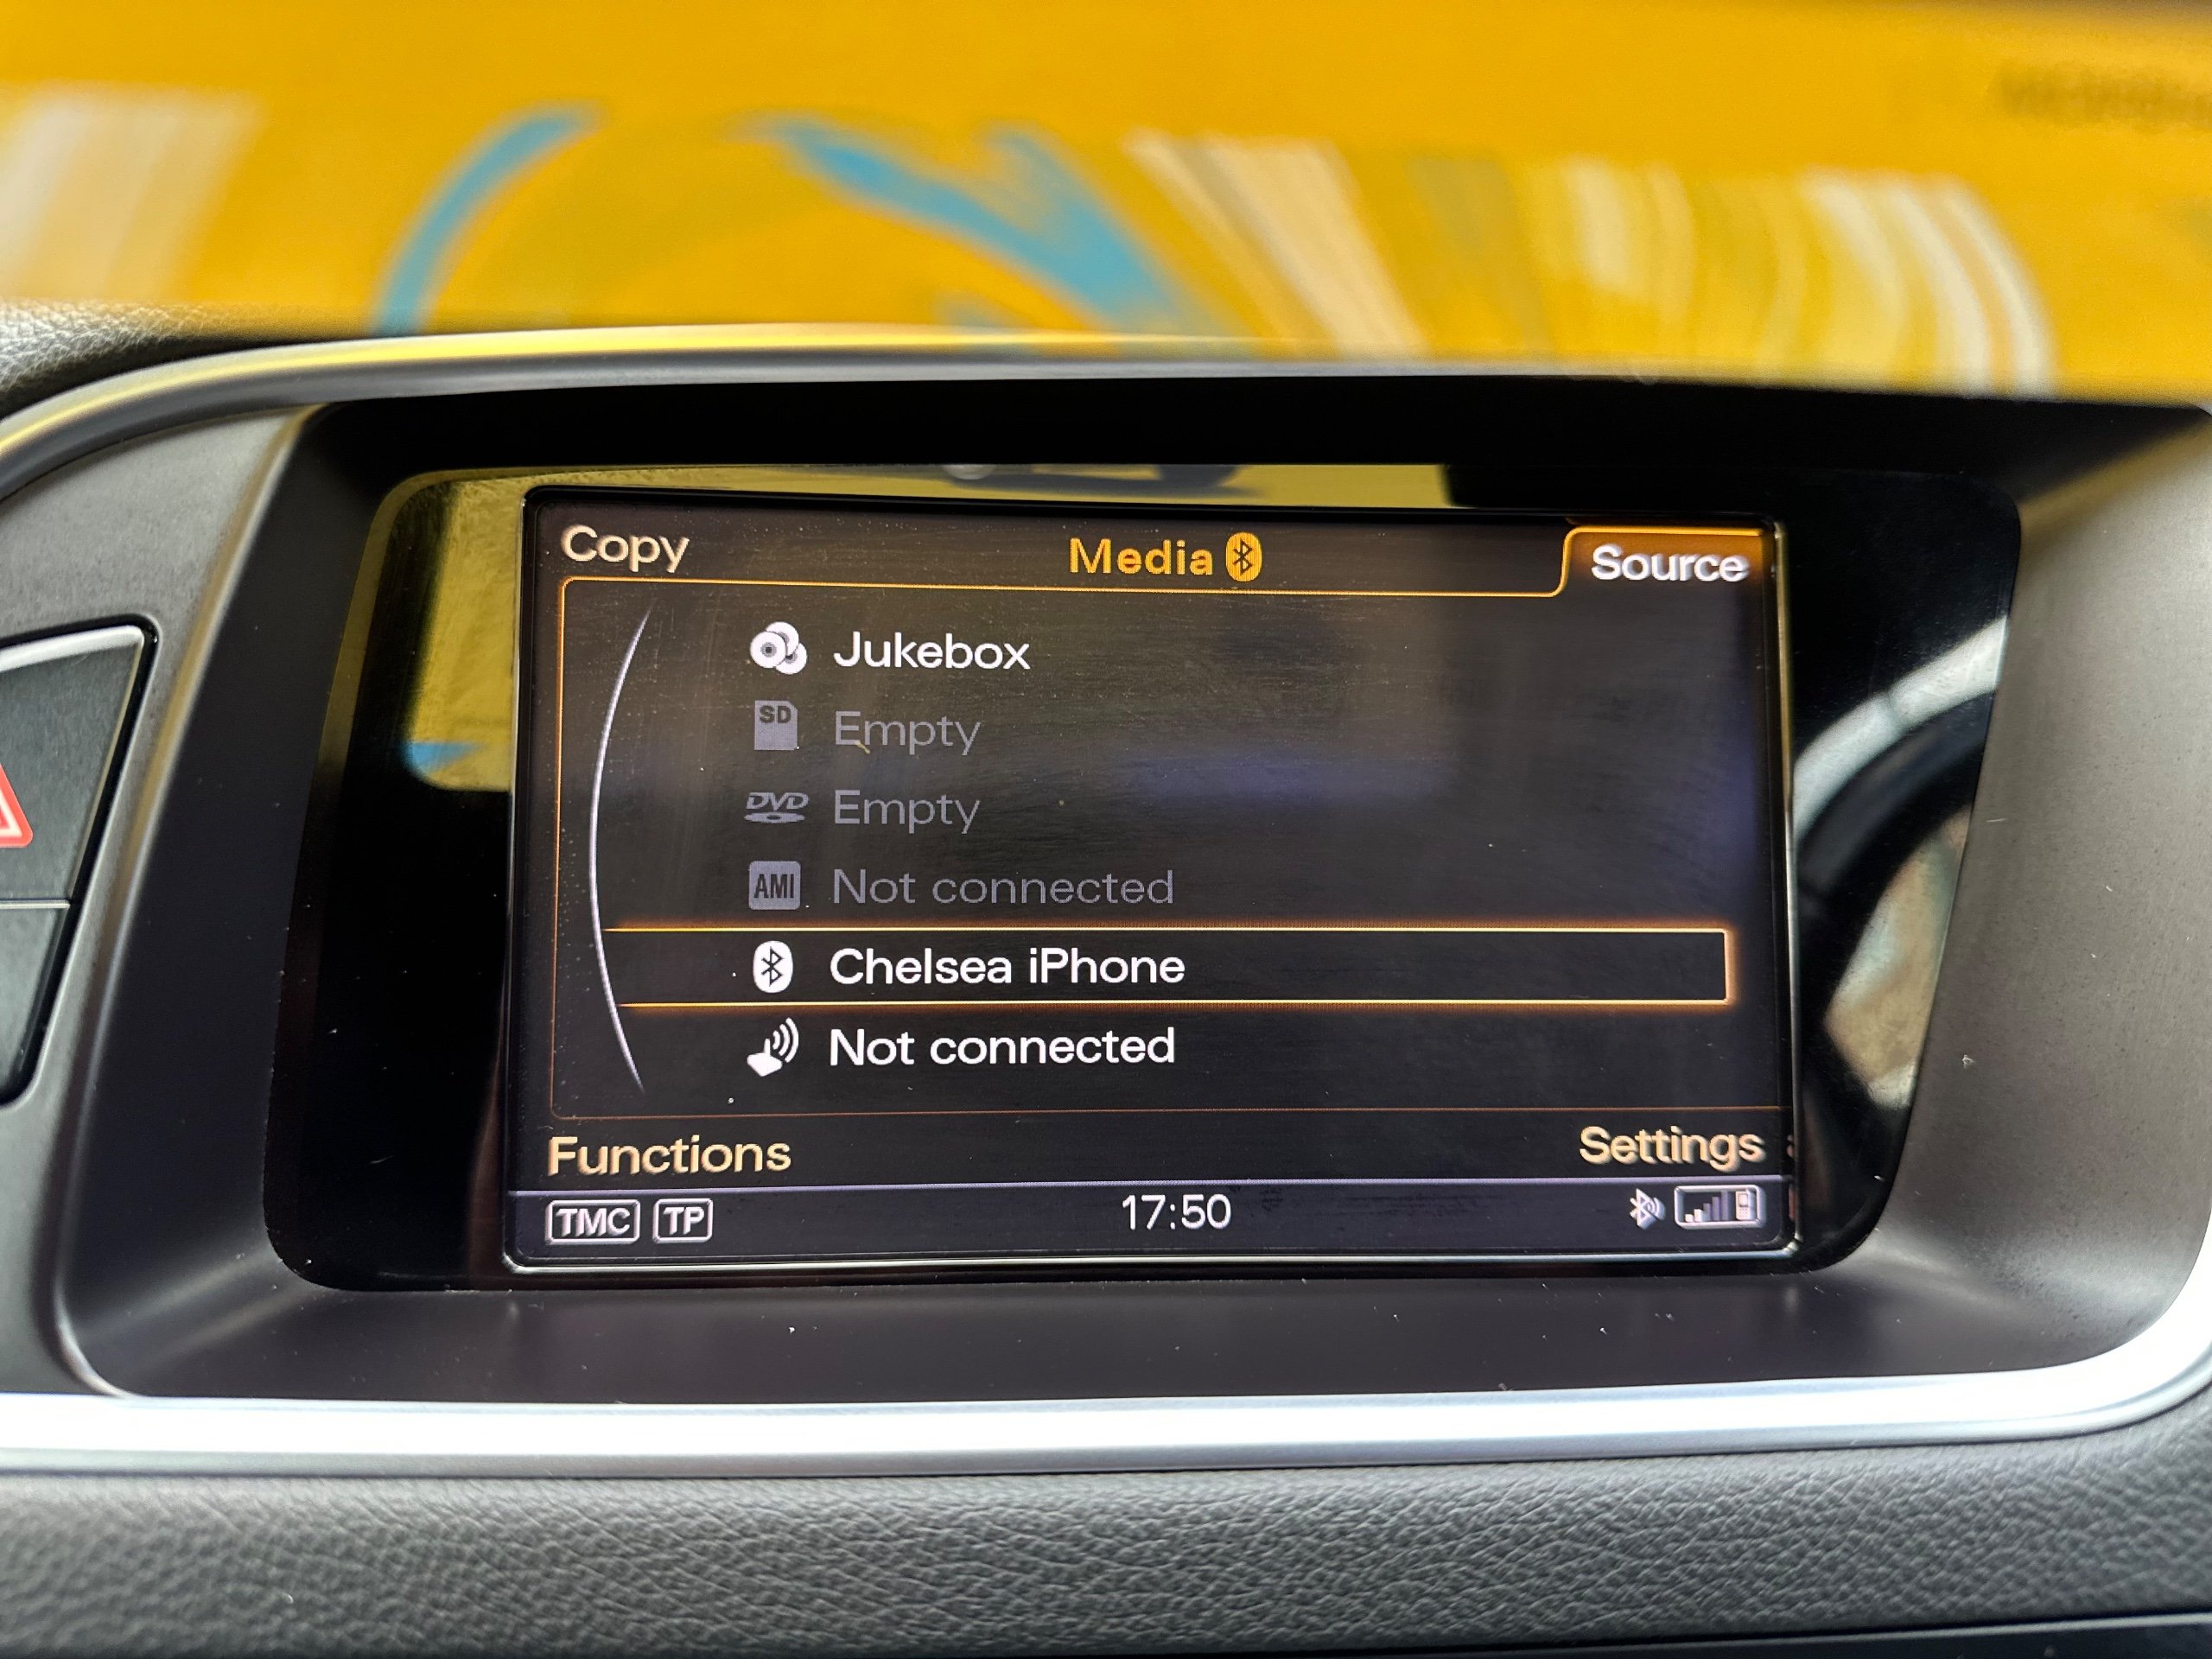 Copy
Media
Source
Jukebox
SD Empty
DVD Empty
AMI Not connected
Chelsea iPhone
Not connected
Functions
Settings
TMC TP
17:50